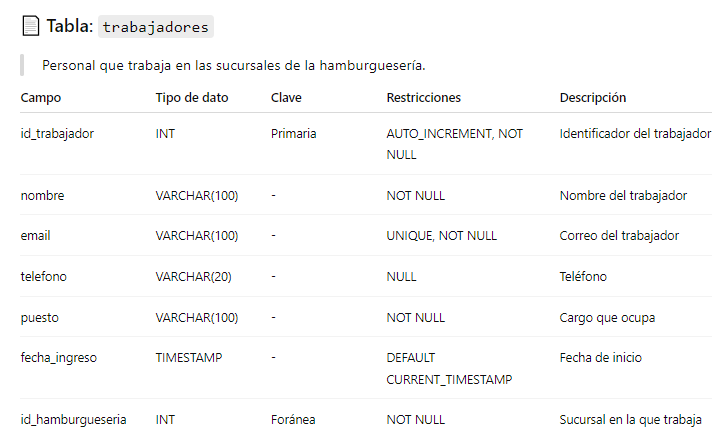 Tabla: trabajadores
Personal que trabaja en las sucursales de la hamburguesería.
Campo Tipo de dato Clave Restricciones Descripción
id_trabajador INT Primaria AUTO_INCREMENT, NOT NULL Identificador del trabajador
nombre VARCHAR(100) - NOT NULL Nombre del trabajador
email VARCHAR(100) - UNIQUE, NOT NULL Correo del trabajador
telefono VARCHAR(20) - NULL Teléfono
puesto VARCHAR(100) - NOT NULL Cargo que ocupa
fecha_ingreso TIMESTAMP - DEFAULT CURRENT_TIMESTAMP Fecha de inicio
id_hamburgueseria INT Foránea NOT NULL Sucursal en la que trabaja